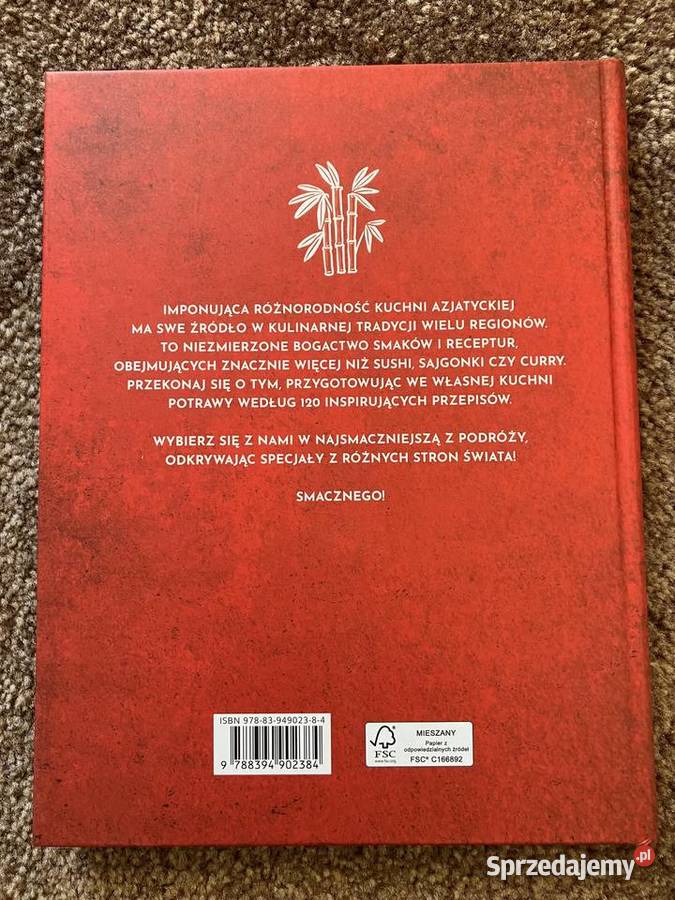 IMPONUJĄCA RÓŻNORODNOŚĆ KUCHNI AZJATYCKIEJ
MA SWE ŹRÓDŁO W KULINARNEJ TRADYCJI WIELU REGIONÓW.
TO NIEZMIERZONE BOGACTWO SMAKÓW I RECEPTUR,
OBEJMUJĄCYCH ZNACZNIE WIĘCEJ NIŻ SUSHI, SAJGONKI CZY CURRY.
PRZEKONAJ SIĘ O TYM, PRZYGOTOWUJĄC WE WŁASNEJ KUCHNI
POTRAWY WEDŁUG 120 INSPIRUJĄCYCH PRZEPISÓW.
WYBIERZ SIĘ Z NAMI W NAJSMACZNIEJSZĄ Z PODRÓŻY,
ODKRYWAJĄC SPECJAŁY Z RÓŻNYCH STRON ŚWIATA!
SMACZNEGO!
ISBN 978-83-949023-8-4
9 788394 902384
FSC
www.fsc.org
MIESZANY
Papier z
odpowiedzialnych źródeł
FSC® C166892
Sprzedajemy.pl